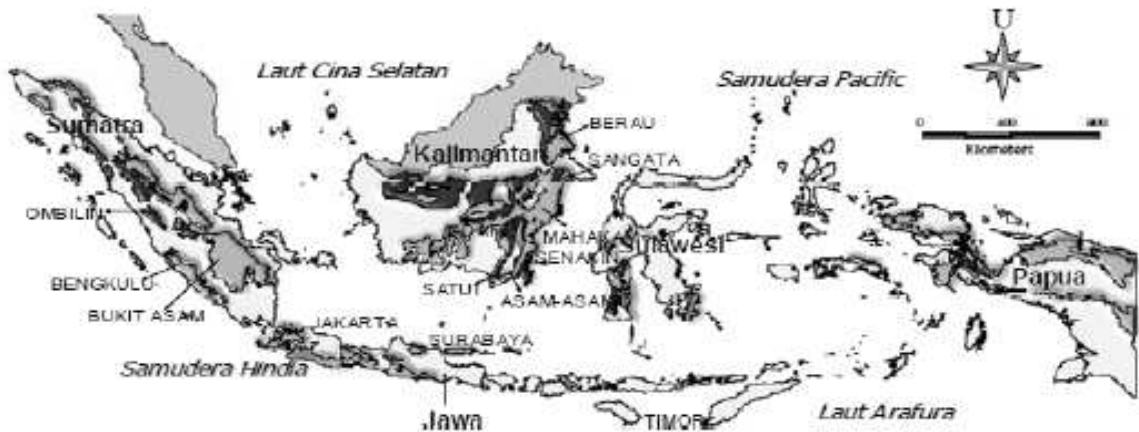 U
Laut Cina Selatan
Samudera Pacific
Sumatra
BERAU
Kalimantan
SANGATA
Kilometers
OMBILIN
MAHAKAM
Sulawesi
SENAKIN
BENGKULU
SATUI
ASAM-ASAM
Papua
BUKIT ASAM
JAKARTA
SURABAYA
Samudera Hindia
Jawa
TIMOR
Laut Arafura